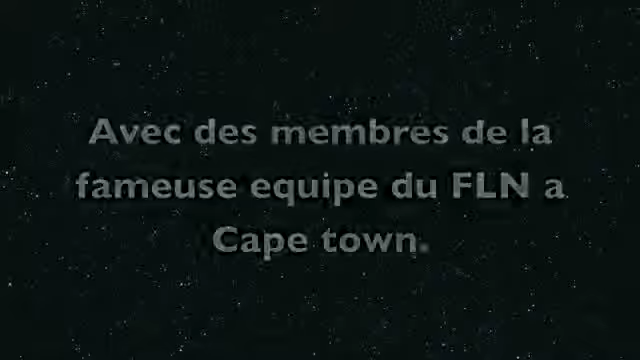 Avec des membres de la
fameuse equipe du FLN a
Cape town.